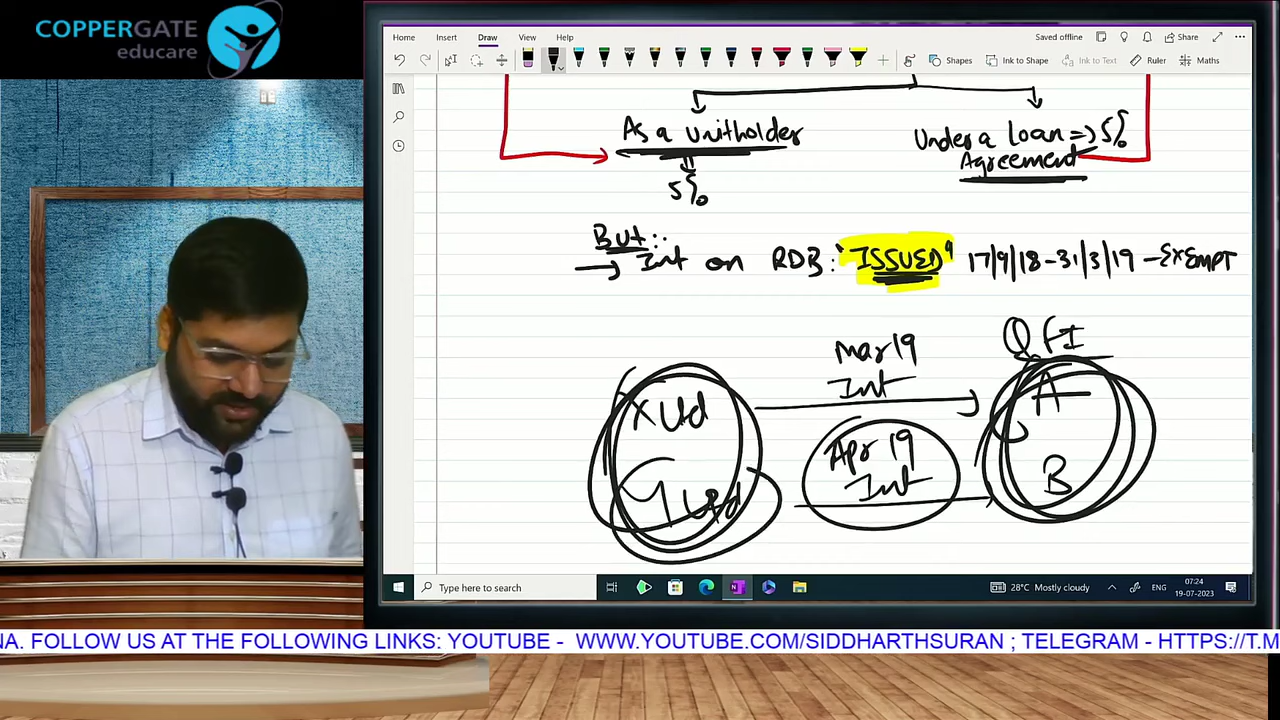 COPPERGATE
educare
Home Insert Draw View Help
Saved offline
Share
Shapes
Ink to Shape
Ink to Text
Ruler
Maths
As a unitholder
5%
Under a loan => 5%
Agreement
But::
Int on RDB: "ISSUED" 17/9/18-31/3/19 - Exempt
Mar 19
Int
QFI
X Ltd
A
Apr 19
Int
Y Ltd
B
Type here to search
28°C Mostly cloudy
ENG
07:24
19-07-2023
NA. FOLLOW US AT THE FOLLOWING LINKS: YOUTUBE - WWW.YOUTUBE.COM/SIDDHARTHSURAN ; TELEGRAM - HTTPS://T.M